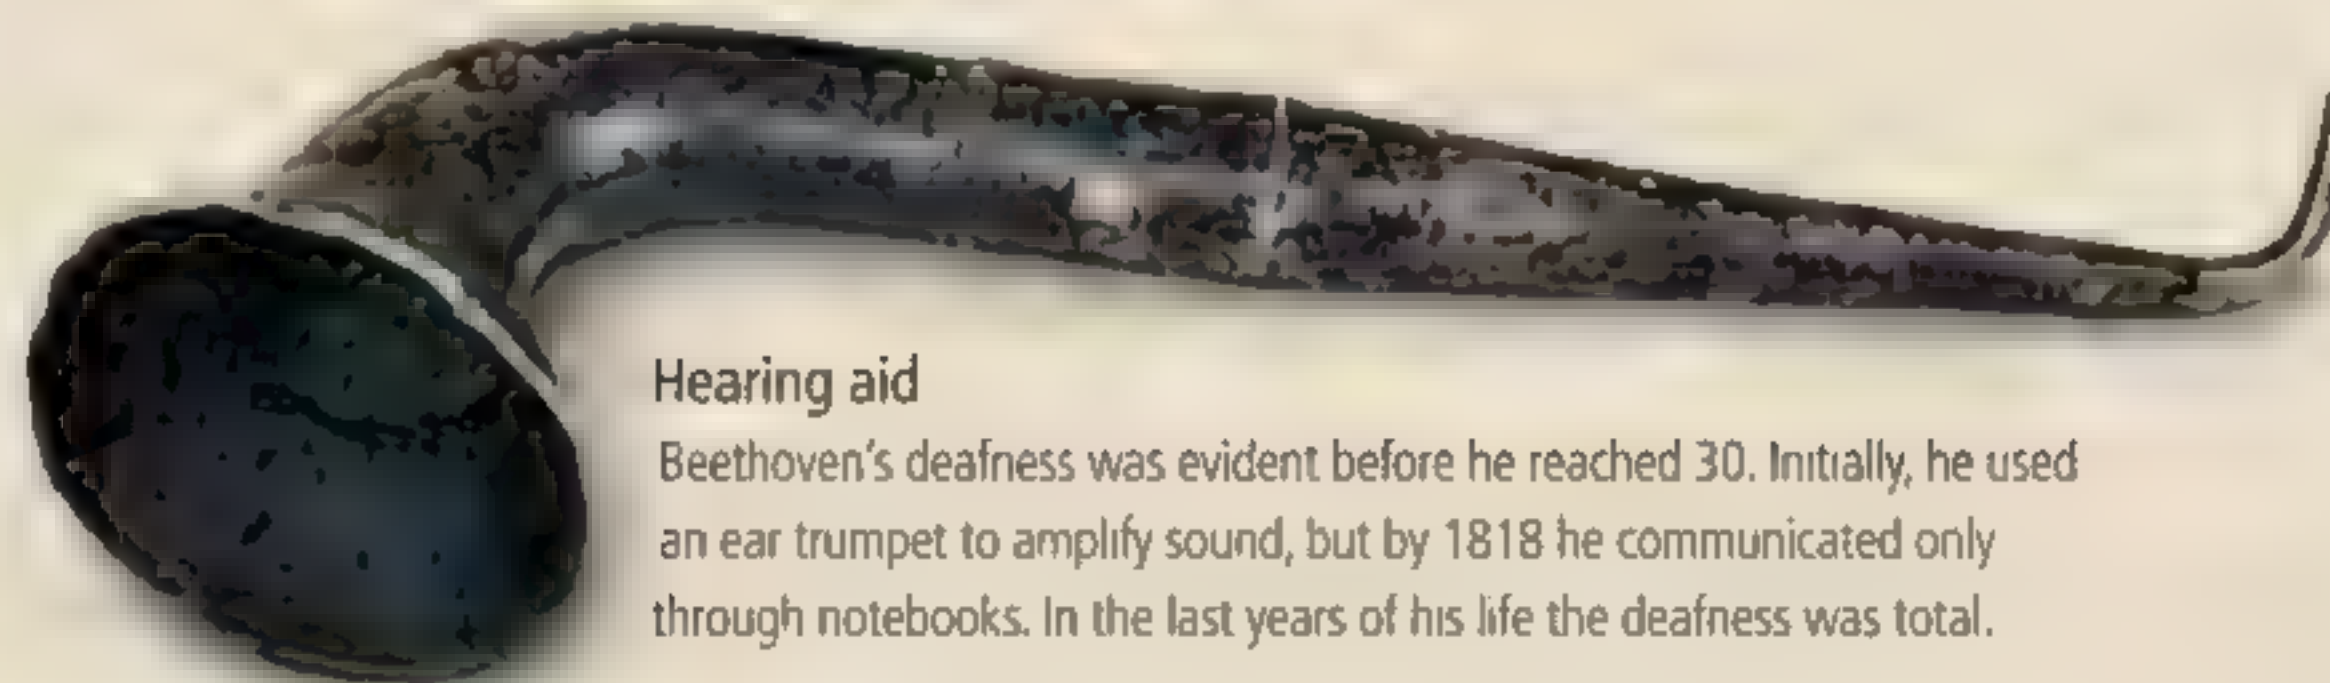 Hearing aid
Beethoven's deafness was evident before he reached 30. Initially, he used
an ear trumpet to amplify sound, but by 1818 he communicated only
through notebooks. In the last years of his life the deafness was total.